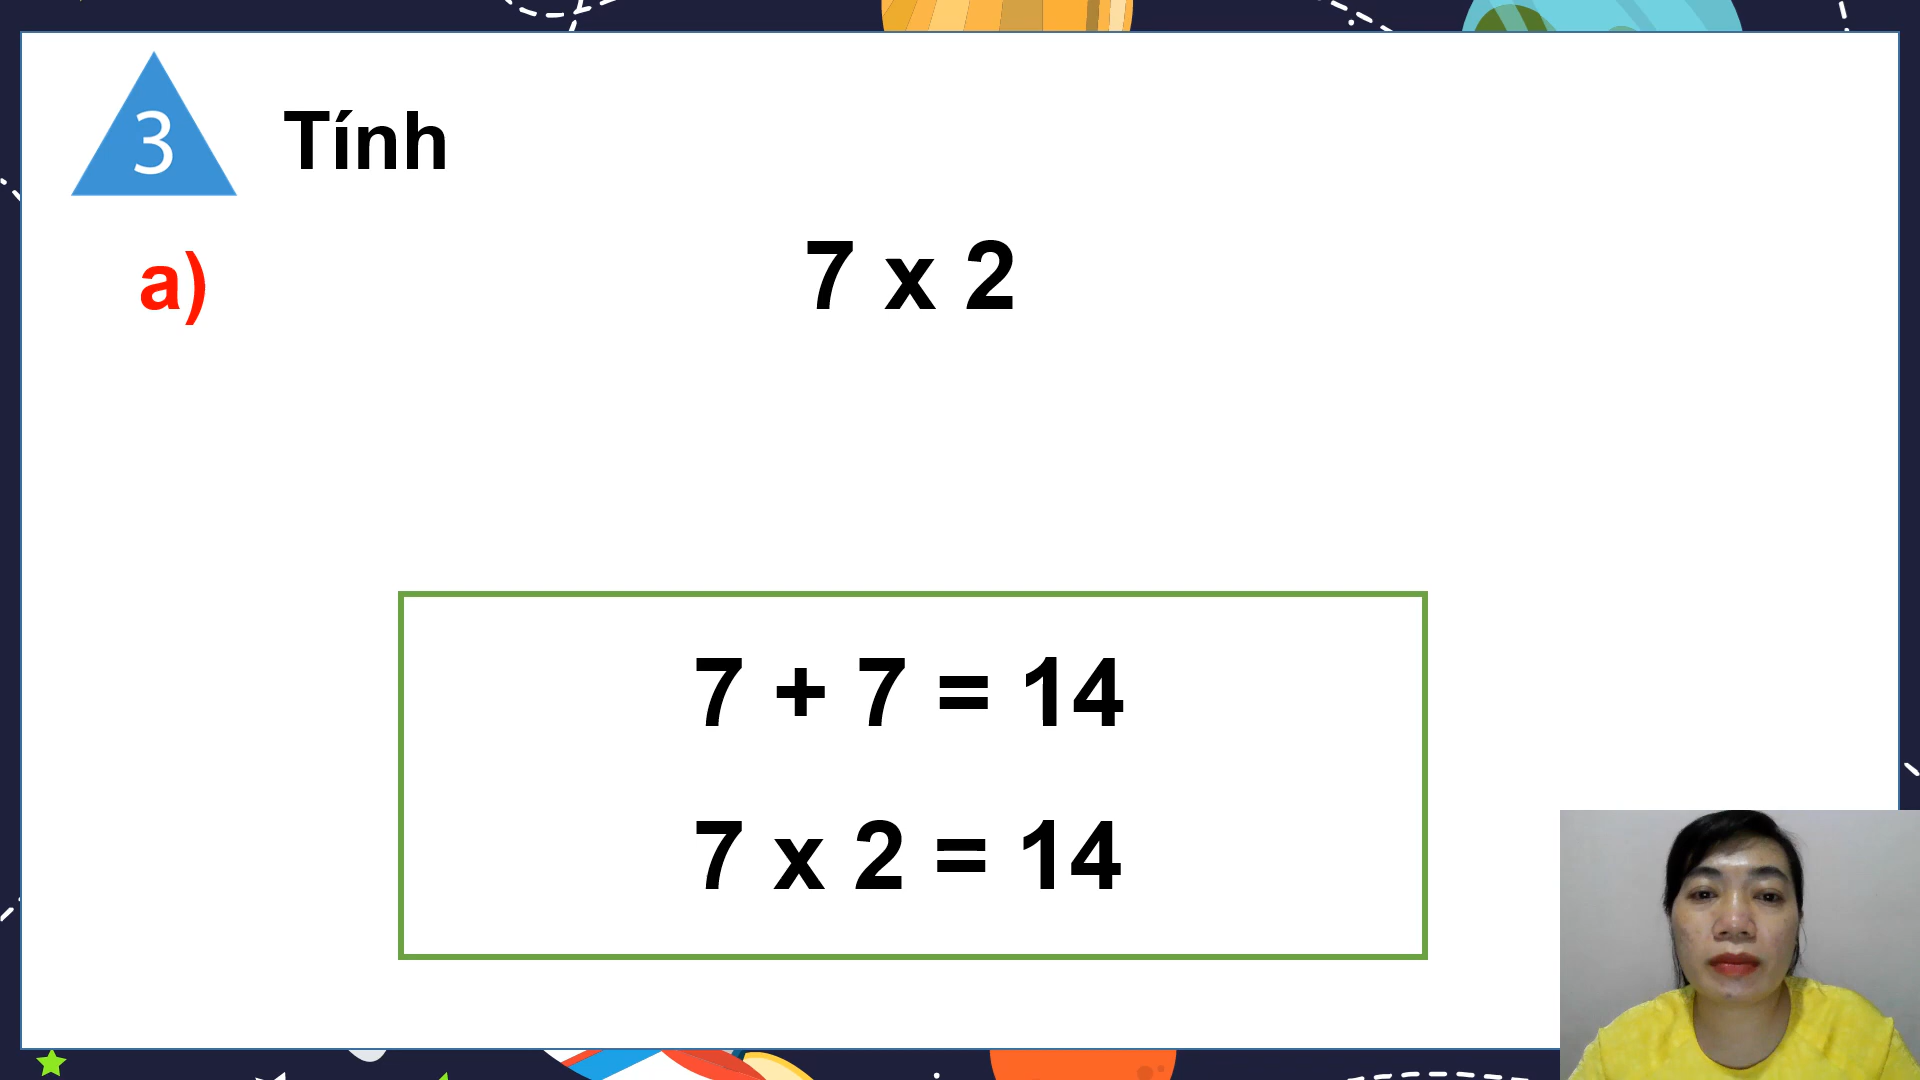 3 Tính
a) 7 x 2
7 + 7 = 14
7 x 2 = 14